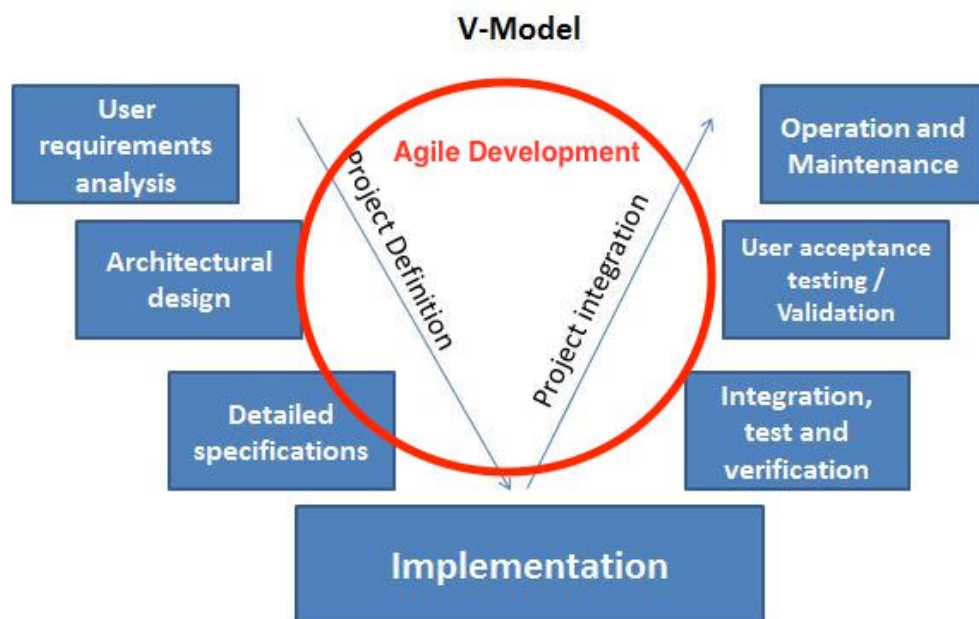 V-Model
User
requirements
analysis
Architectural
design
Detailed
specifications
Agile Development
Project Definition
Project integration
Operation and
Maintenance
User acceptance
testing /
Validation
Integration,
test and
verification
Implementation